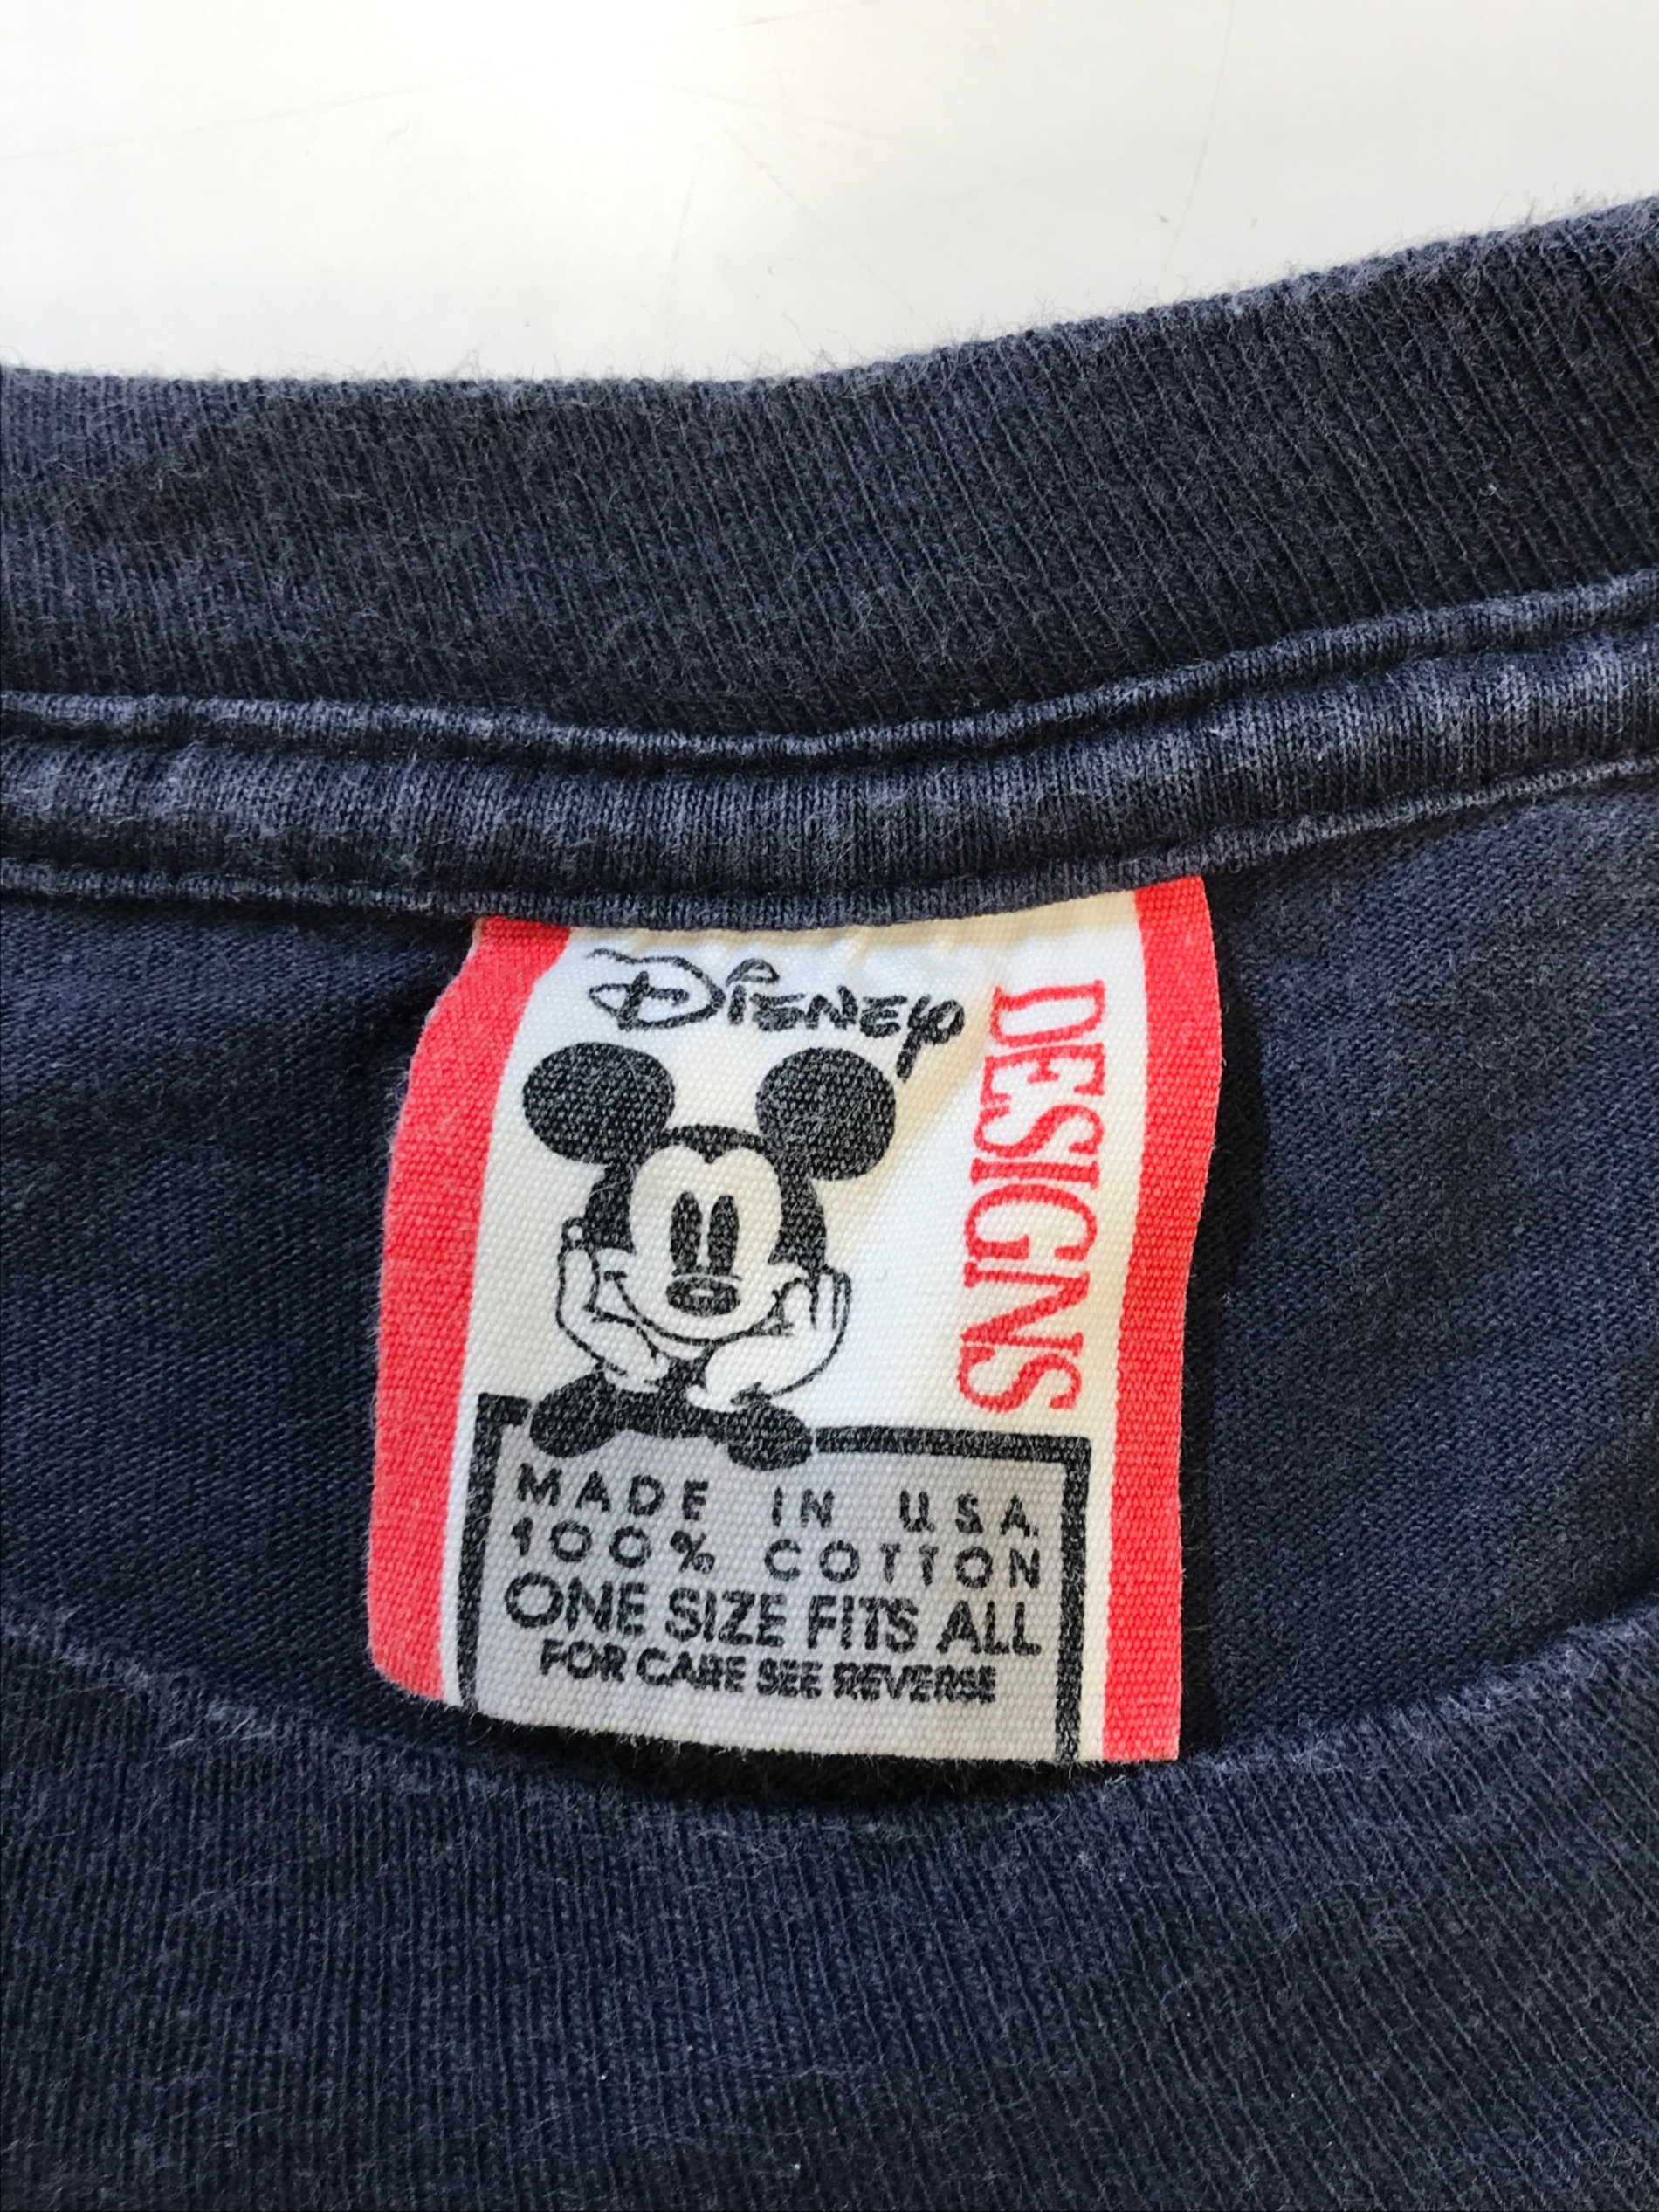 Disney
DESIGNS
MADE IN U.S.A.
100% COTTON
ONE SIZE FITS ALL
FOR CARE SEE REVERSE